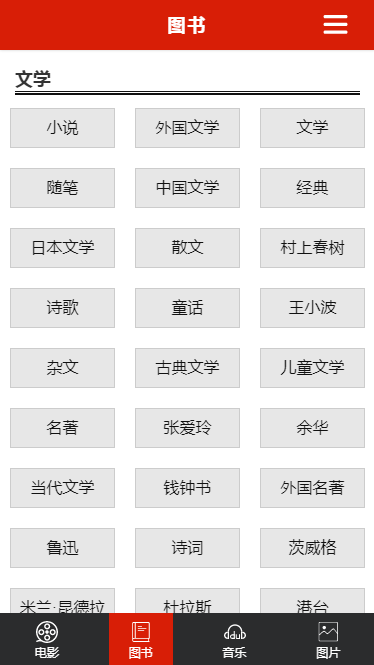 图书
文学
小说 外国文学 文学
随笔 中国文学 经典
日本文学 散文 村上春树
诗歌 童话 王小波
杂文 古典文学 儿童文学
名著 张爱玲 余华
当代文学 钱钟书 外国名著
鲁迅 诗词 茨威格
米兰·昆德拉 杜拉斯 港台
电影 图书 音乐 图片